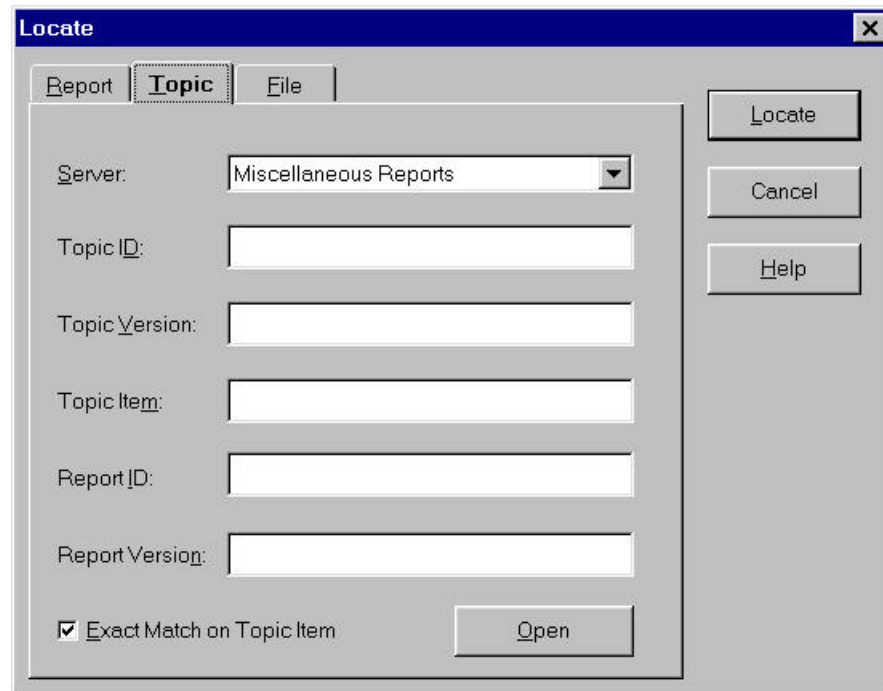 Locate
Report Topic File
Locate
Server: Miscellaneous Reports
Cancel
Topic ID:
Help
Topic Version:
Topic Item:
Report ID:
Report Version:
Exact Match on Topic Item Open